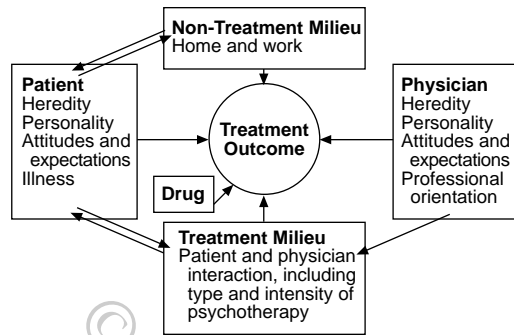 Non-Treatment Milieu
Home and work
Patient
Heredity
Personality
Attitudes and
expectations
Illness
Treatment
Outcome
Physician
Heredity
Personality
Attitudes and
expectations
Professional
orientation
Drug
Treatment Milieu
Patient and physician
interaction, including
type and intensity of
psychotherapy